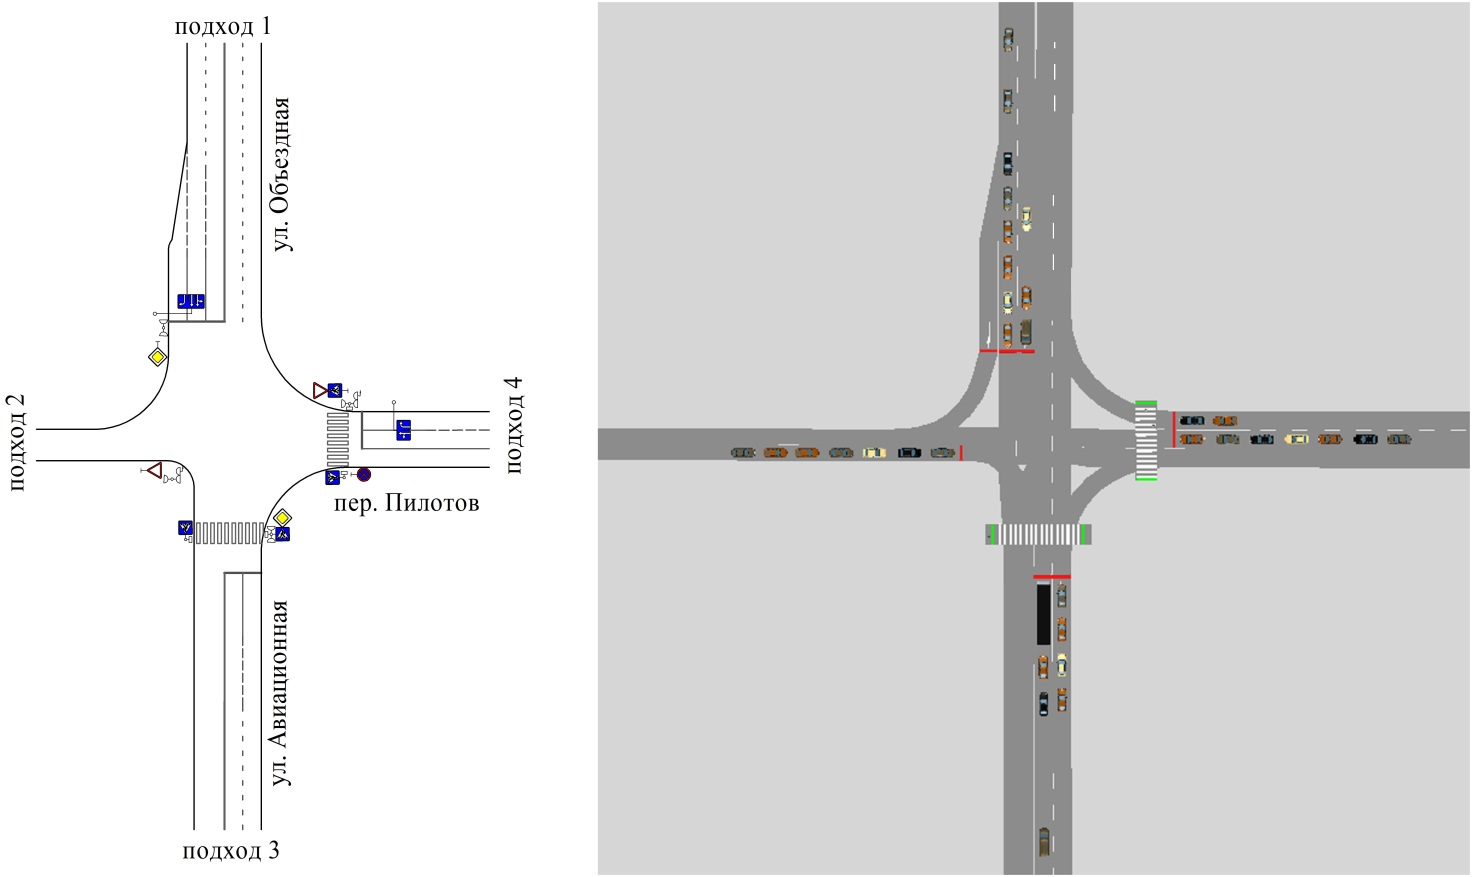 подход 1
ул. Объездная
подход 2
подход 4
пер. Пилотов
ул. Авиационная
подход 3